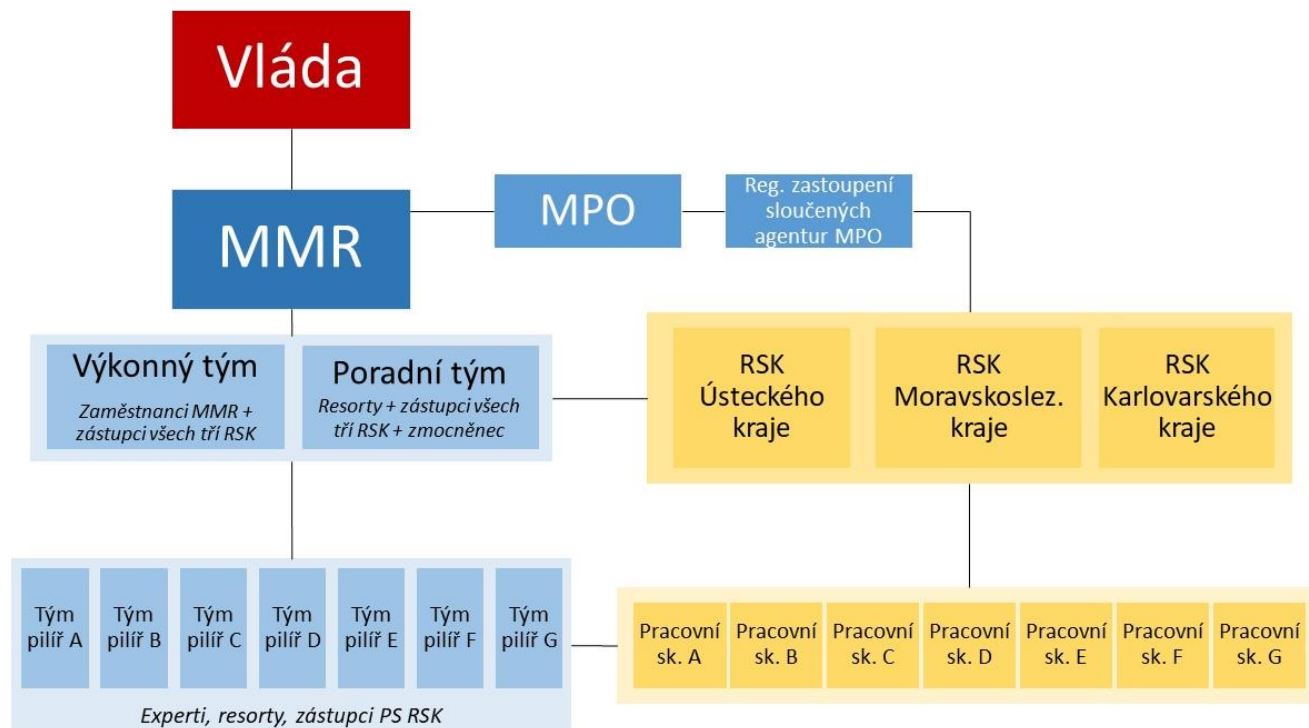 Vláda
MMR
MPO
Reg. zastoupení
sloučených
agentur MPO
Výkonný tým
Zaměstnanci MMR +
zástupci všech tří RSK
Poradní tým
Resorty + zástupci všech
tří RSK + zmocněnec
RSK
Ústeckého
kraje
RSK
Moravskoslez.
kraje
RSK
Karlovarského
kraje
Tým
pilíř A
Tým
pilíř B
Tým
pilíř C
Tým
pilíř D
Tým
pilíř E
Tým
pilíř F
Tým
pilíř G
Experti, resorty, zástupci PS RSK
Pracovní
sk. A
Pracovní
sk. B
Pracovní
sk. C
Pracovní
sk. D
Pracovní
sk. E
Pracovní
sk. F
Pracovní
sk. G